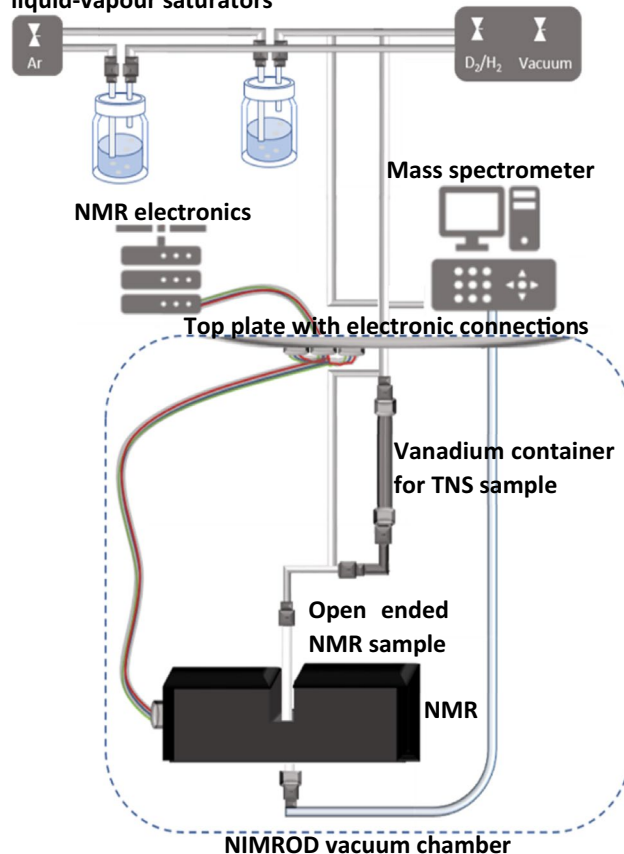 liquid-vapour saturators
Ar
D₂/H₂ Vacuum
Mass spectrometer
NMR electronics
Top plate with electronic connections
Vanadium container
for TNS sample
Open ended
NMR sample
NMR
NIMROD vacuum chamber